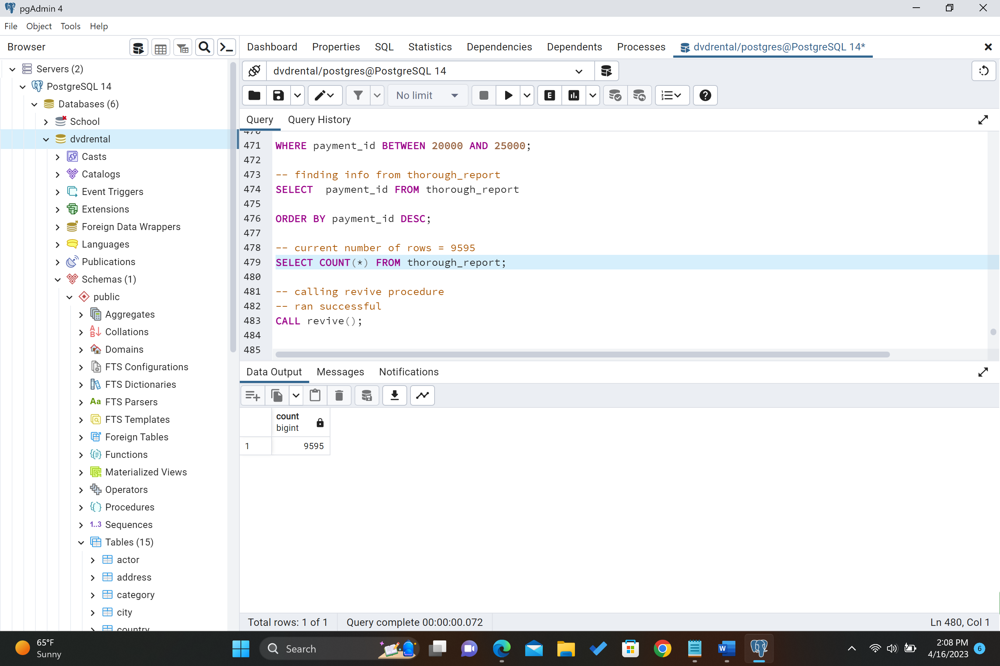 pgAdmin 4
File Object Tools Help
Browser
Dashboard Properties SQL Statistics Dependencies Dependents Processes dvdrental/postgres@PostgreSQL 14*
Servers (2)
PostgreSQL 14
Databases (6)
School
dvdrental
Casts
Catalogs
Event Triggers
Extensions
Foreign Data Wrappers
Languages
Publications
Schemas (1)
public
Aggregates
Collations
Domains
FTS Configurations
FTS Dictionaries
Aa FTS Parsers
FTS Templates
Foreign Tables
Functions
Materialized Views
Operators
Procedures
1..3 Sequences
Tables (15)
actor
address
category
city
country
dvdrental/postgres@PostgreSQL 14
No limit
E
Query Query History
470
471 WHERE payment_id BETWEEN 20000 AND 25000;
472
473 -- finding info from thorough_report
474 SELECT  payment_id FROM thorough_report
475
476 ORDER BY payment_id DESC;
477
478 -- current number of rows = 9595
479 SELECT COUNT(*) FROM thorough_report;
480
481 -- calling revive procedure
482 -- ran successful
483 CALL revive();
484
485
Data Output Messages Notifications
count
bigint
1 9595
Total rows: 1 of 1 Query complete 00:00:00.072 Ln 480, Col 1
65°F
Sunny
Search
W
2:08 PM
4/16/2023
6